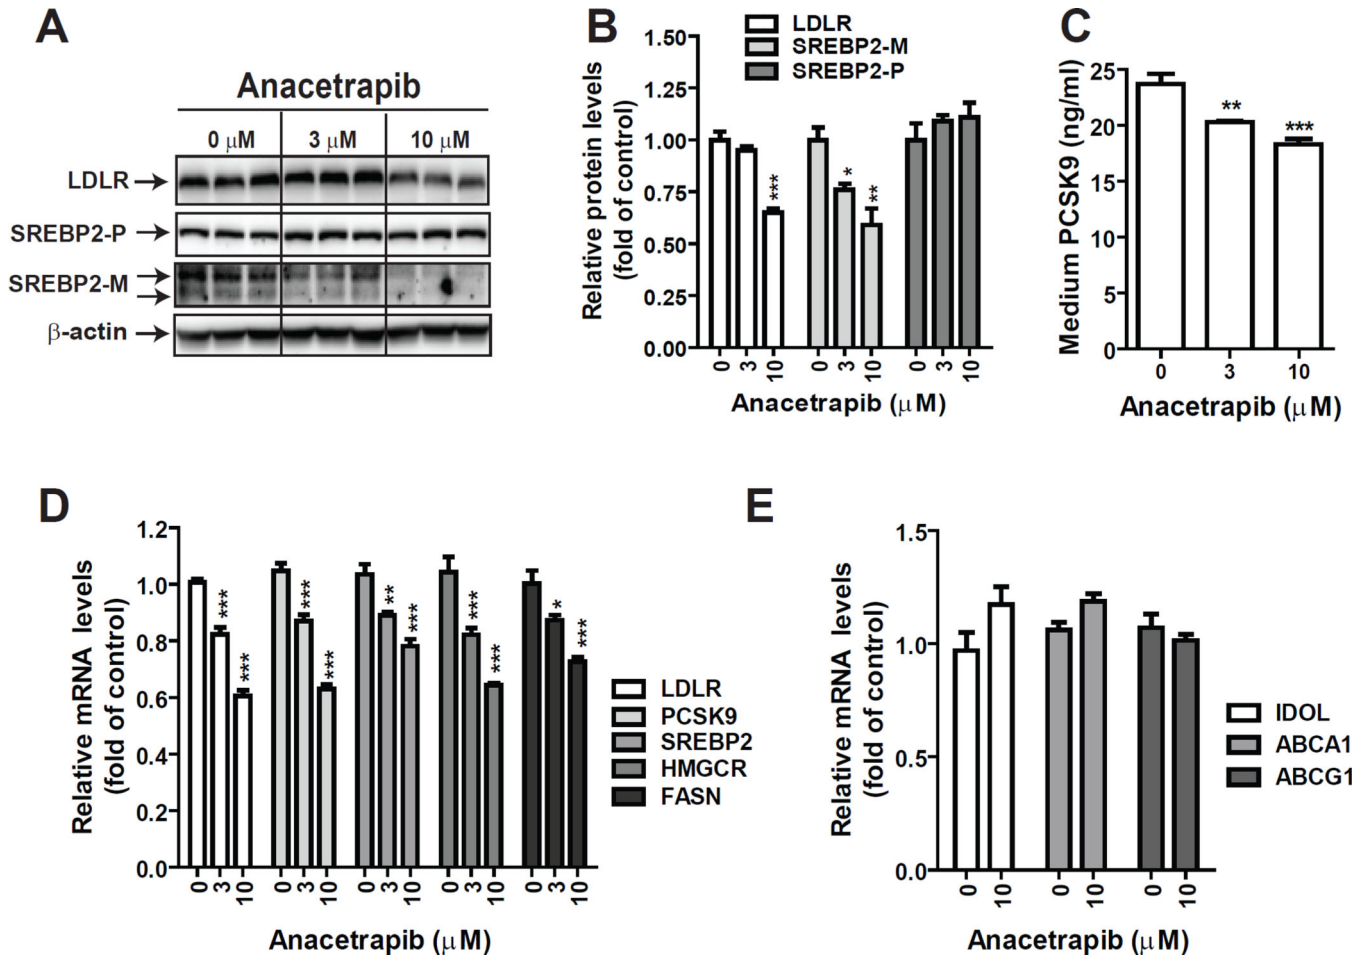 A
Anacetrapib
0 μM 3 μM 10 μM
LDLR
SREBP2-P
SREBP2-M
β-actin
B
LDLR
SREBP2-M
SREBP2-P
Relative protein levels
(fold of control)
1.50
1.25
1.00
0.75
0.50
0.25
0.00
***
*
**
0 3 10 0 3 10 0 3 10
Anacetrapib (μM)
C
Medium PCSK9 (ng/ml)
25
20
15
10
5
0
**
***
0 3 10
Anacetrapib (μM)
D
Relative mRNA levels
(fold of control)
1.2
1.0
0.8
0.6
0.4
0.2
0.0
*** *** *** *** ** *** *** *** * ***
0 3 10 0 3 10 0 3 10 0 3 10 0 3 10
Anacetrapib (μM)
LDLR
PCSK9
SREBP2
HMGCR
FASN
E
Relative mRNA levels
(fold of control)
1.5
1.0
0.5
0.0
0 10 0 10 0 10
Anacetrapib (μM)
IDOL
ABCA1
ABCG1